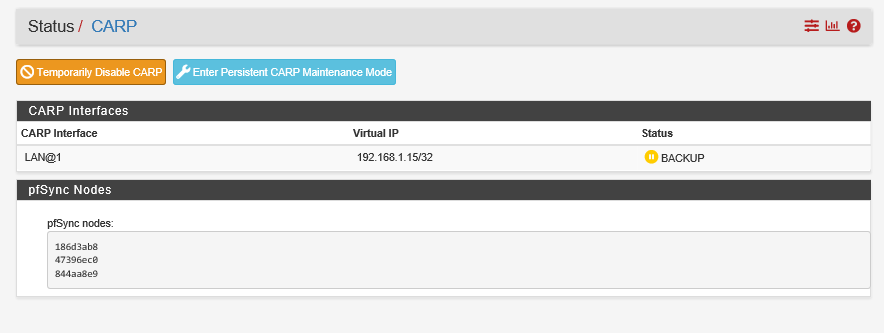 Status / CARP
Temporarily Disable CARP Enter Persistent CARP Maintenance Mode
CARP Interfaces
CARP Interface Virtual IP Status
LAN@1 192.168.1.15/32 BACKUP
pfSync Nodes
pfSync nodes:
186d3ab8
47396ec0
844aa8e9